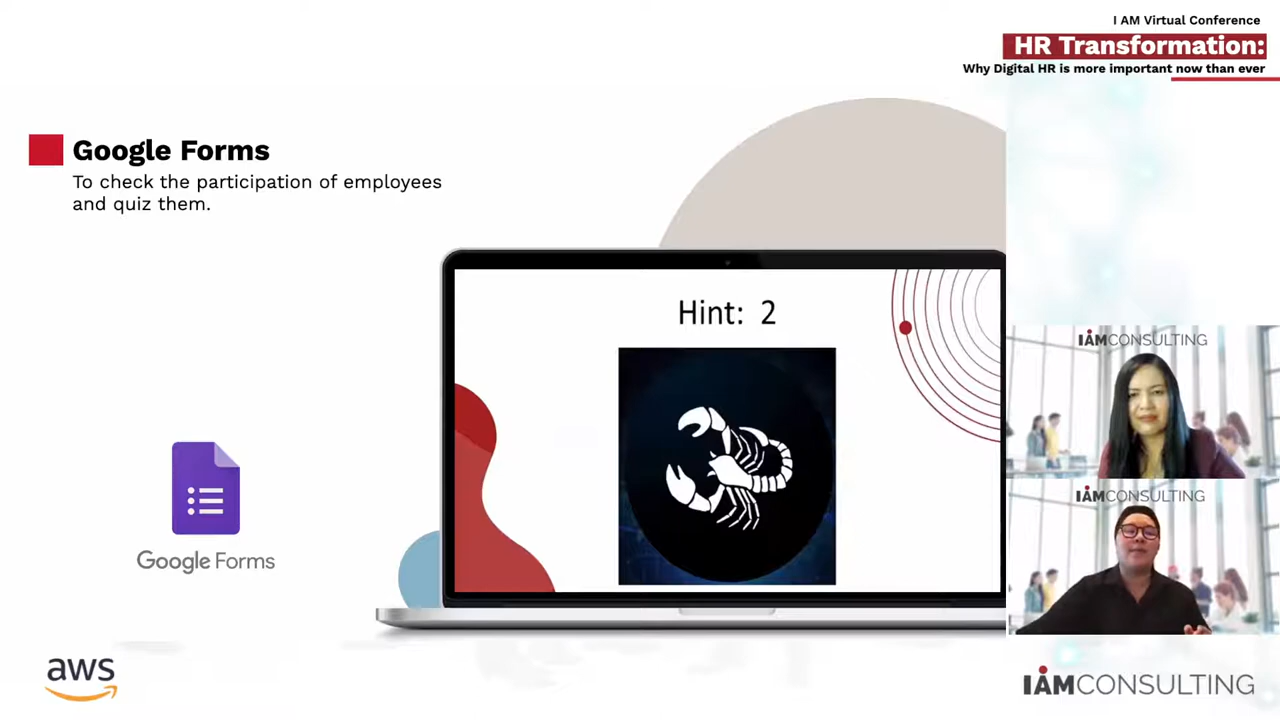 I AM Virtual Conference
HR Transformation:
Why Digital HR is more important now than ever
Google Forms
To check the participation of employees
and quiz them.
Hint: 2
IAMCONSULTING
IAMCONSULTING
Google Forms
aws
IAMCONSULTING